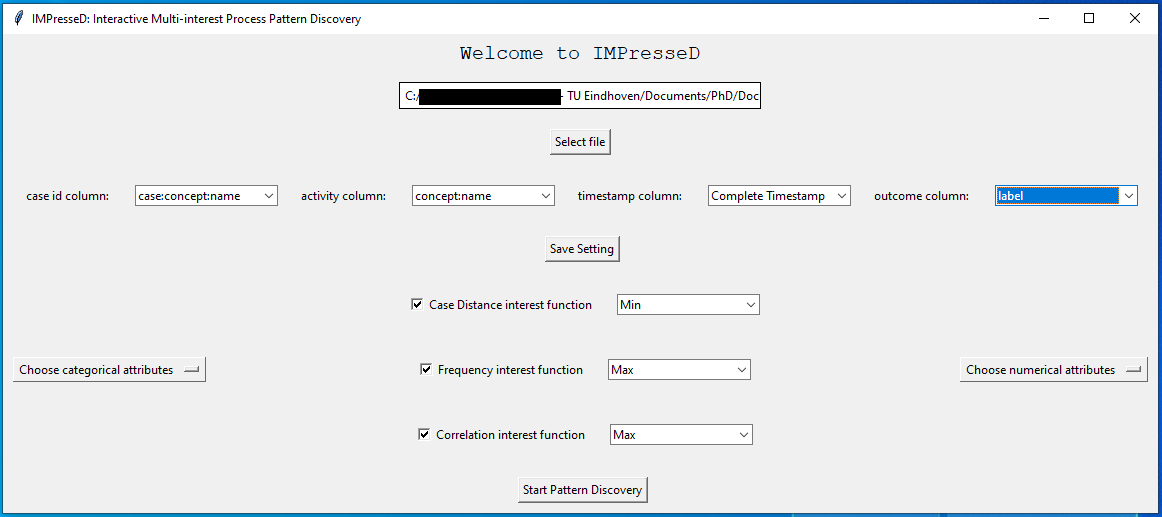 IMPresseD: Interactive Multi-interest Process Pattern Discovery
Welcome to IMPresseD
C:/ - TU Eindhoven/Documents/PhD/Doc
Select file
case id column: case:concept:name activity column: concept:name timestamp column: Complete Timestamp outcome column: label
Save Setting
Case Distance interest function Min
Choose categorical attributes Frequency interest function Max Choose numerical attributes
Correlation interest function Max
Start Pattern Discovery